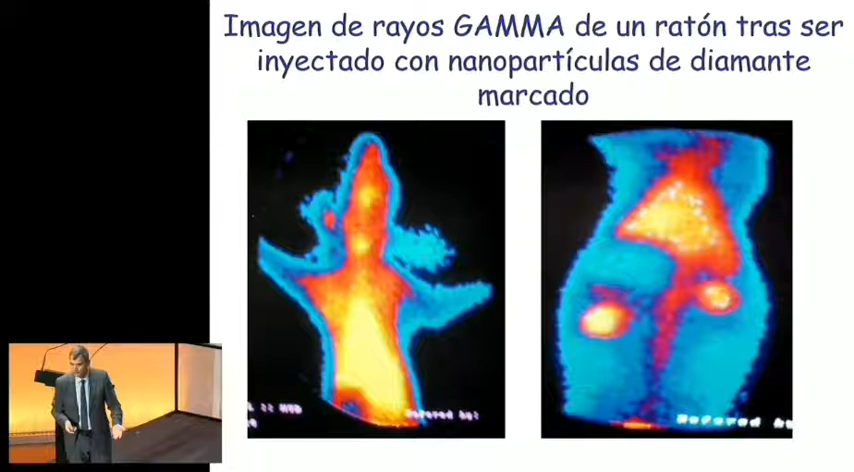 Imagen de rayos GAMMA de un ratón tras ser
inyectado con nanopartículas de diamante
marcado